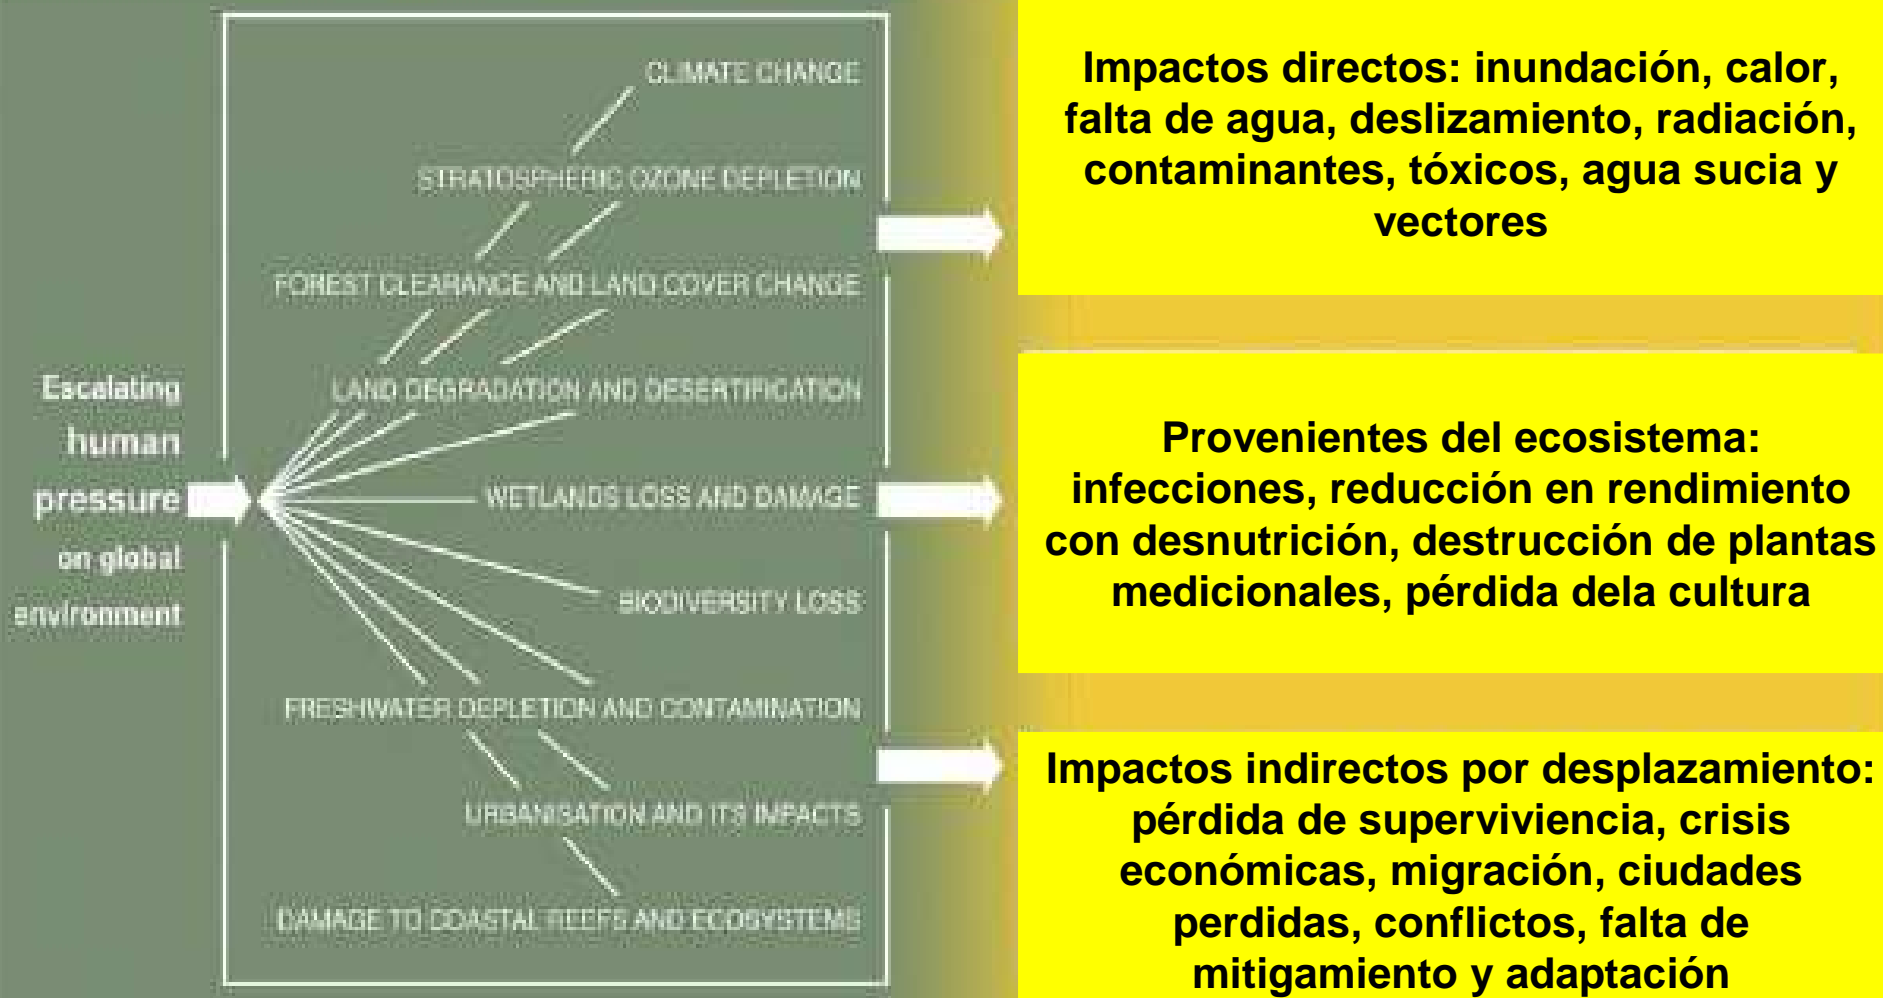 Escalating
human
pressure
on global
environment
CLIMATE CHANGE
STRATOSPHERIC OZONE DEPLETION
FOREST CLEARANCE AND LAND COVER CHANGE
LAND DEGRADATION AND DESERTIFICATION
WETLANDS LOSS AND DAMAGE
BIODIVERSITY LOSS
FRESHWATER DEPLETION AND CONTAMINATION
URBANISATION AND ITS IMPACTS
DAMAGE TO COASTAL REEFS AND ECOSYSTEMS
Impactos directos: inundación, calor,
falta de agua, deslizamiento, radiación,
contaminantes, tóxicos, agua sucia y
vectores
Provenientes del ecosistema:
infecciones, reducción en rendimiento
con desnutrición, destrucción de plantas
medicionales, pérdida dela cultura
Impactos indirectos por desplazamiento:
pérdida de superviviencia, crisis
económicas, migración, ciudades
perdidas, conflictos, falta de
mitigamiento y adaptación